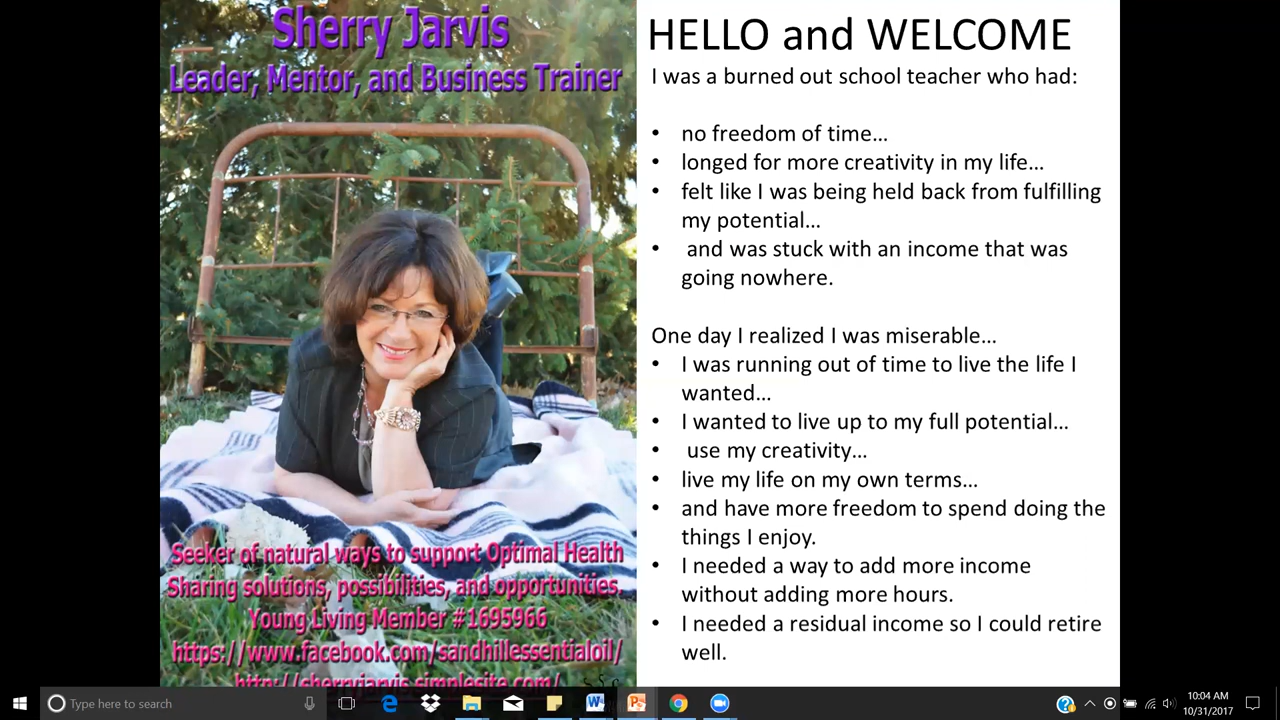 Sherry Jarvis
Leader, Mentor, and Business Trainer
Seeker of natural ways to support Optimal Health
Sharing solutions, possibilities, and opportunities.
Young Living Member #1695966
https://www.facebook.com/sandhillessentialoil/
http://sherryjarvis.simplesite.com/
HELLO and WELCOME
I was a burned out school teacher who had:
• no freedom of time...
• longed for more creativity in my life...
• felt like I was being held back from fulfilling
my potential...
• and was stuck with an income that was
going nowhere.
One day I realized I was miserable...
• I was running out of time to live the life I
wanted...
• I wanted to live up to my full potential...
• use my creativity...
• live my life on my own terms...
• and have more freedom to spend doing the
things I enjoy.
• I needed a way to add more income
without adding more hours.
• I needed a residual income so I could retire
well.
Type here to search
10:04 AM
10/31/2017